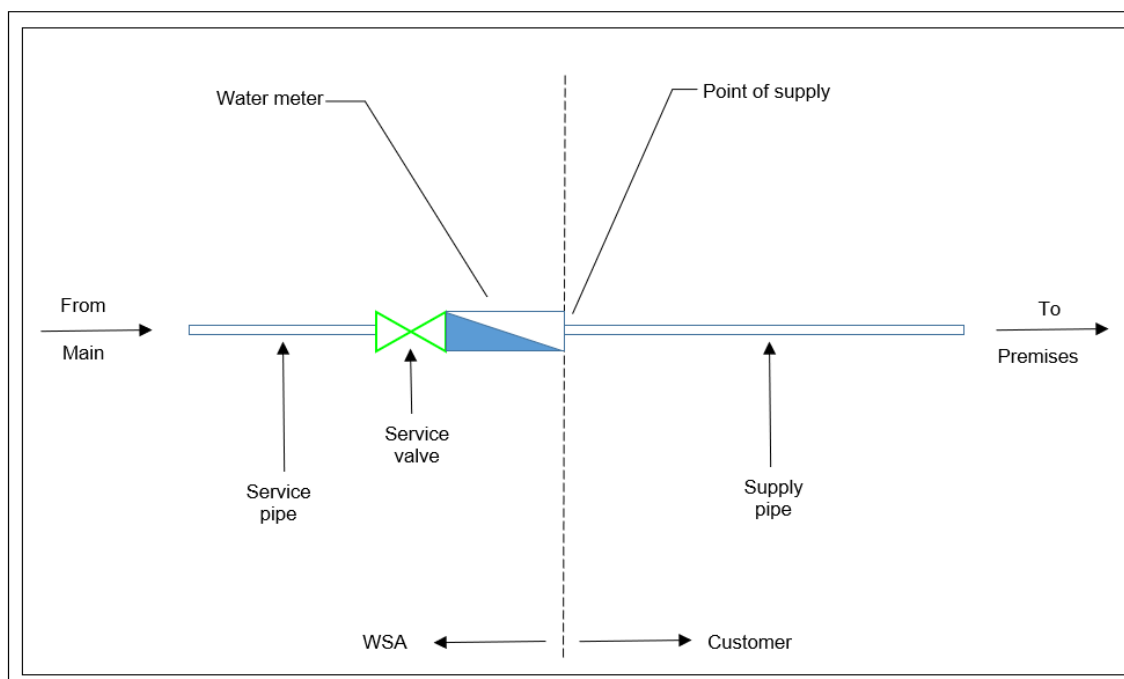 Water meter
Point of supply
From
Main
To
Premises
Service
valve
Service
pipe
Supply
pipe
WSA
Customer